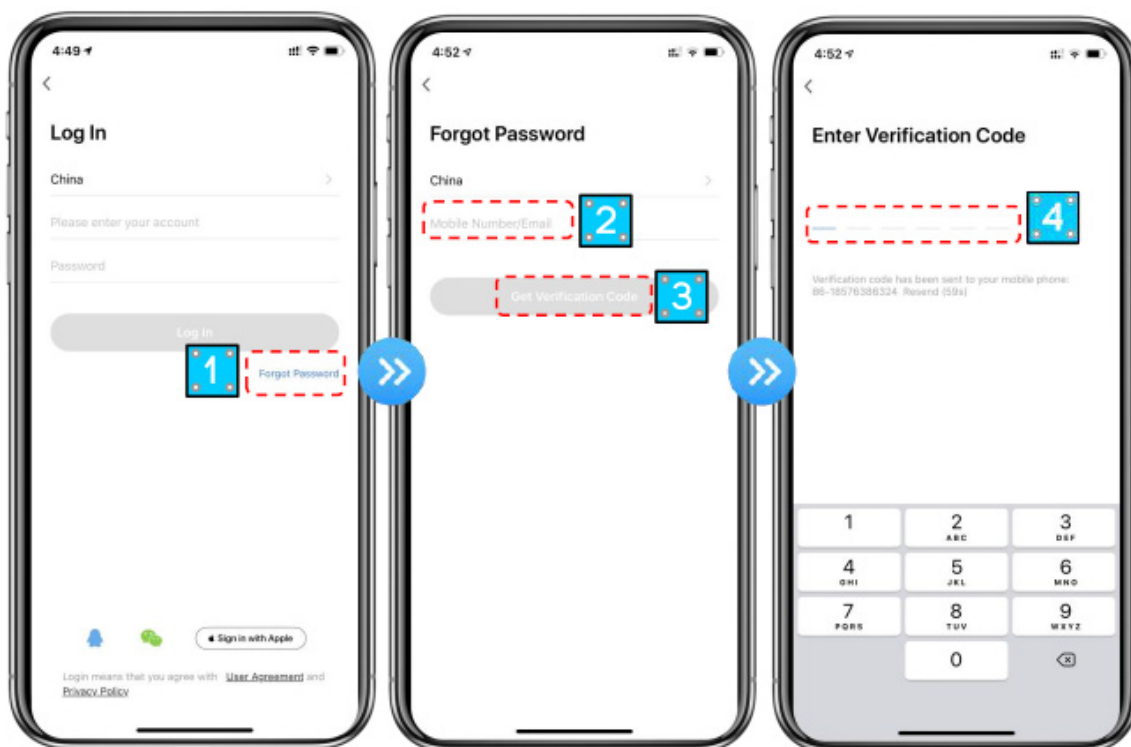 4:49
Log In
China
Please enter your account
Password
Log In
1
Forgot Password
Sign in with Apple
Login means that you agree with User Agreement and
Privacy Policy
4:52
Forgot Password
China
Mobile Number/Email
2
Get Verification Code
3
4:52
Enter Verification Code
4
Verification code has been sent to your mobile phone:
86-18576386324 Resend (59s)
1
2
ABC
3
DEF
4
GHI
5
JKL
6
MNO
7
PQRS
8
TUV
9
WXYZ
0